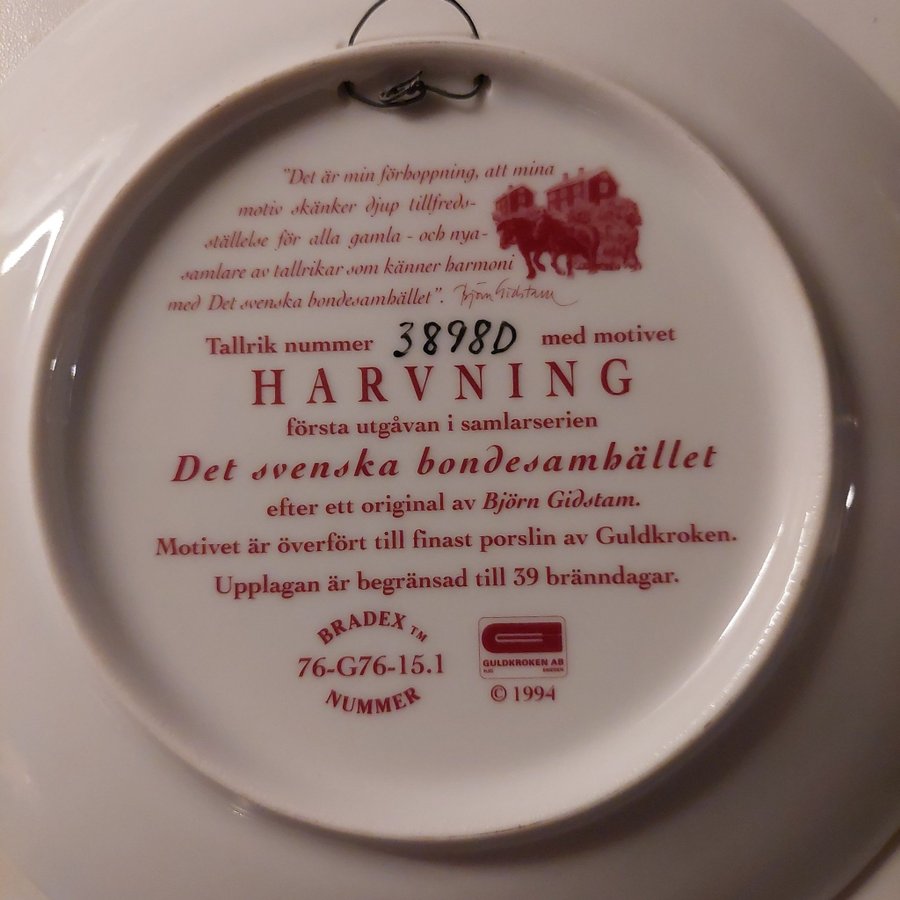 "Det är min förhoppning, att mina
motiv skänker djup tillfreds-
ställelse för alla gamla - och nya-
samlare av tallrikar som känner harmoni
med Det svenska bondesamhället". Björn Gidstam
Tallrik nummer 3898D med motivet
HARVNING
första utgåvan i samlarserien
Det svenska bondesamhället
efter ett original av Björn Gidstam.
Motivet är överfört till finast porslin av Guldkroken.
Upplagan är begränsad till 39 bränndagar.
BRADEX TM
76-G76-15.1
NUMMER
GULDKROKEN AB
HJO SWEDEN
© 1994